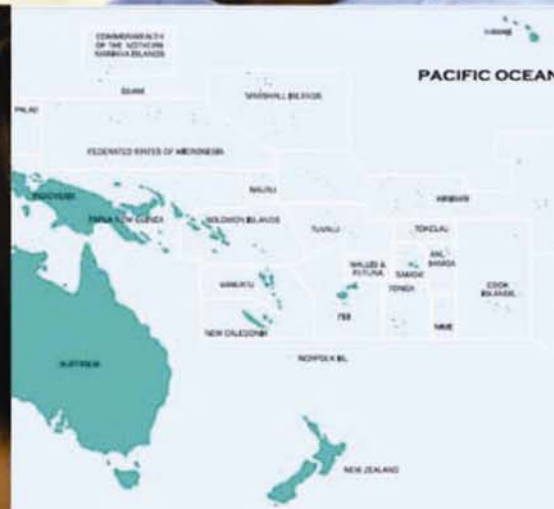 COMMONWEALTH
OF THE NORTHERN
MARIANA ISLANDS
HAWAII
PACIFIC OCEAN
GUAM
MARSHALL ISLANDS
PALAU
FEDERATED STATES OF MICRONESIA
NAURU
KIRIBATI
PAPUA NEW GUINEA
SOLOMON ISLANDS
TUVALU
TOKELAU
WALLIS &
FUTUNA
SAMOA
AM.
SAMOA
VANUATU
TONGA
COOK
ISLANDS
FIJI
NIUE
NEW CALEDONIA
NORFOLK ISL
AUSTRALIA
NEW ZEALAND